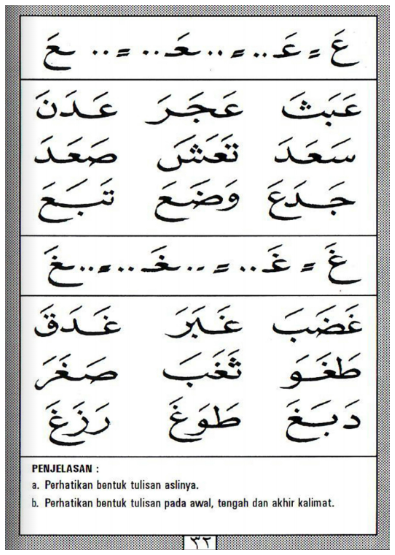 عَ = عَـ.. = ..ـعَـ.. = ..ـعَ
عَبَثَ عَجَرَ عَدَنَ
سَعَدَ تَعَشَ صَعَدَ
جَدَعَ وَضَعَ تَبَعَ
غَ = غَـ.. = ..ـغَـ.. = ..ـغَ
غَضَبَ غَبَرَ غَدَقَ
طَغَوَ ثَغَبَ صَغَرَ
دَبَغَ طَوَغَ رَزَغَ
PENJELASAN :
a. Perhatikan bentuk tulisan aslinya.
b. Perhatikan bentuk tulisan pada awal, tengah dan akhir kalimat.
٣٢